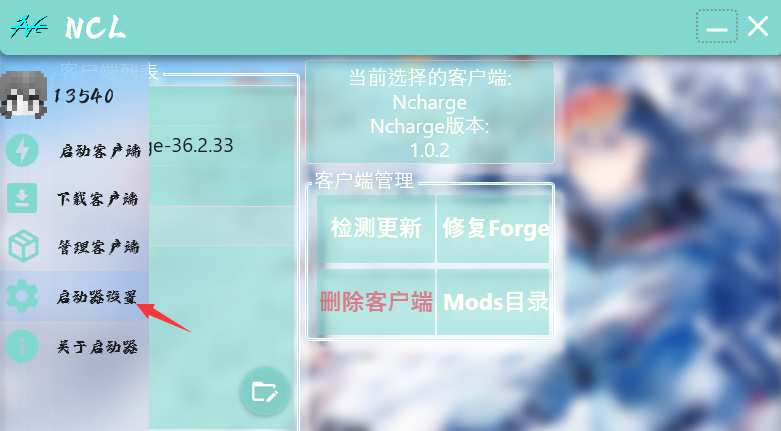 NCL
客户端列表
13540
启动客户端
ge-36.2.33
下载客户端
管理客户端
启动器设置
关于启动器
当前选择的客户端:
Ncharge
Ncharge版本:
1.0.2
客户端管理
检测更新
修复Forge
删除客户端
Mods目录